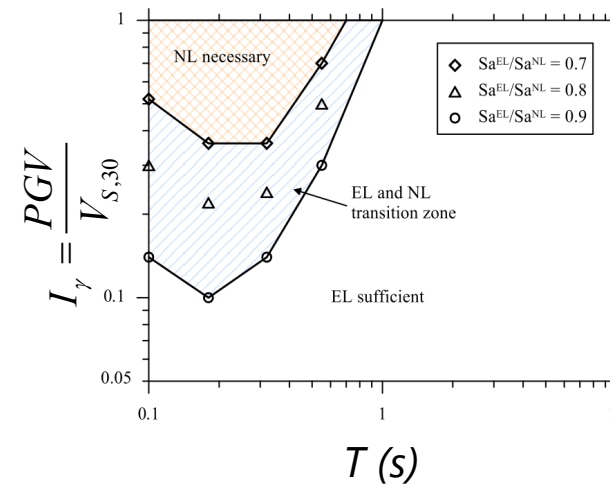 1
NL necessary
Sa^EL/Sa^NL = 0.7
Sa^EL/Sa^NL = 0.8
Sa^EL/Sa^NL = 0.9
I_γ = PGV / V_S,30
EL and NL
transition zone
0.1
EL sufficient
0.05
0.1
1
T (s)